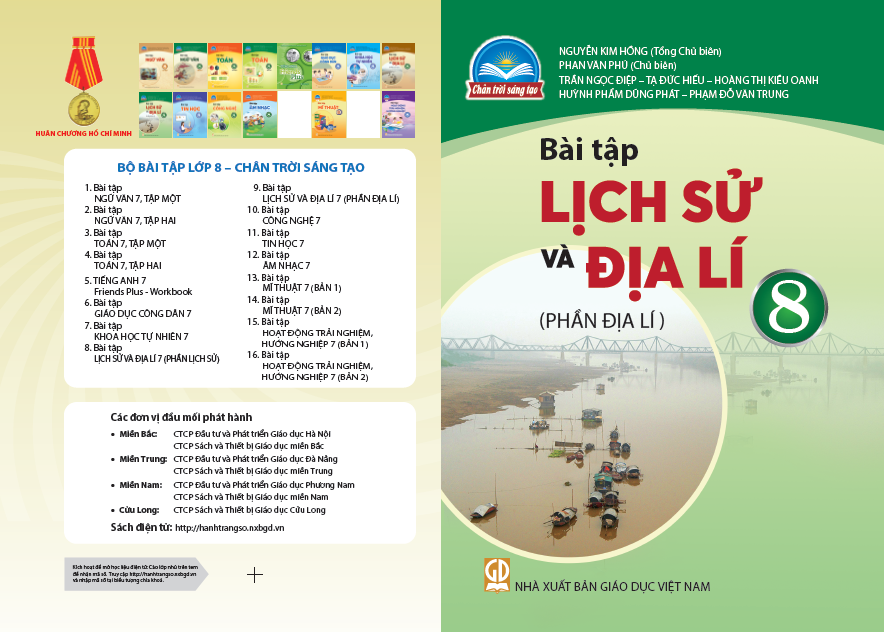 HUÂN CHƯƠNG HỒ CHÍ MINH
BỘ BÀI TẬP LỚP 8 – CHÂN TRỜI SÁNG TẠO
1. Bài tập
NGỮ VĂN 7, TẬP MỘT
2. Bài tập
NGỮ VĂN 7, TẬP HAI
3. Bài tập
TOÁN 7, TẬP MỘT
4. Bài tập
TOÁN 7, TẬP HAI
5. TIẾNG ANH 7
Friends Plus - Workbook
6. Bài tập
GIÁO DỤC CÔNG DÂN 7
7. Bài tập
KHOA HỌC TỰ NHIÊN 7
8. Bài tập
LỊCH SỬ VÀ ĐỊA LÍ 7 (PHẦN LỊCH SỬ)
9. Bài tập
LỊCH SỬ VÀ ĐỊA LÍ 7 (PHẦN ĐỊA LÍ)
10. Bài tập
CÔNG NGHỆ 7
11. Bài tập
TIN HỌC 7
12. Bài tập
ÂM NHẠC 7
13. Bài tập
MĨ THUẬT 7 (BẢN 1)
14. Bài tập
MĨ THUẬT 7 (BẢN 2)
15. Bài tập
HOẠT ĐỘNG TRẢI NGHIỆM,
HƯỚNG NGHIỆP 7 (BẢN 1)
16. Bài tập
HOẠT ĐỘNG TRẢI NGHIỆM,
HƯỚNG NGHIỆP 7 (BẢN 2)
Các đơn vị đầu mối phát hành
• Miền Bắc: CTCP Đầu tư và Phát triển Giáo dục Hà Nội
CTCP Sách và Thiết bị Giáo dục miền Bắc
• Miền Trung: CTCP Đầu tư và Phát triển Giáo dục Đà Nẵng
CTCP Sách và Thiết bị Giáo dục miền Trung
• Miền Nam: CTCP Đầu tư và Phát triển Giáo dục Phương Nam
CTCP Sách và Thiết bị Giáo dục miền Nam
• Cửu Long: CTCP Sách và Thiết bị Giáo dục Cửu Long
Sách điện tử: http://hanhtrangso.nxbgd.vn
Kích hoạt để mở học liệu điện tử: Cào lớp nhũ trên tem
để nhận mã số. Truy cập http://hanhtrangso.nxbgd.vn
và nhập mã số tại biểu tượng chìa khoá.
Chân trời sáng tạo
NGUYỄN KIM HỒNG (Tổng Chủ biên)
PHAN VĂN PHÚ (Chủ biên)
TRẦN NGỌC ĐIỆP – TẠ ĐỨC HIẾU – HOÀNG THỊ KIỀU OANH
HUỲNH PHẨM DŨNG PHÁT – PHẠM ĐỖ VĂN TRUNG
Bài tập
LỊCH SỬ
VÀ ĐỊA LÍ
(PHẦN ĐỊA LÍ )
8
NHÀ XUẤT BẢN GIÁO DỤC VIỆT NAM